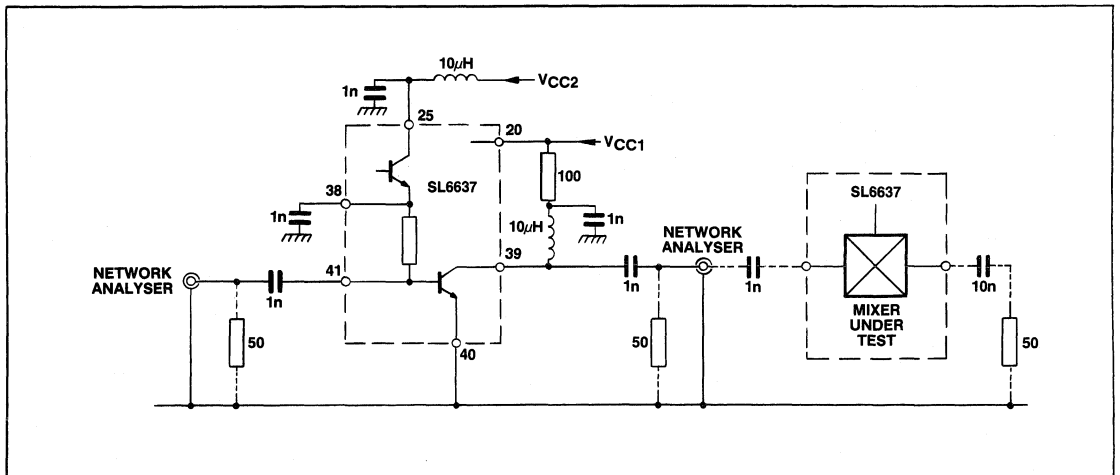 10µH
1n
VCC2
25
20
VCC1
SL6637
100
38
1n
10µH
1n
SL6637
NETWORK
ANALYSER
39
NETWORK
ANALYSER
41
1n
1n
1n
10n
MIXER
UNDER
TEST
50
40
50
50